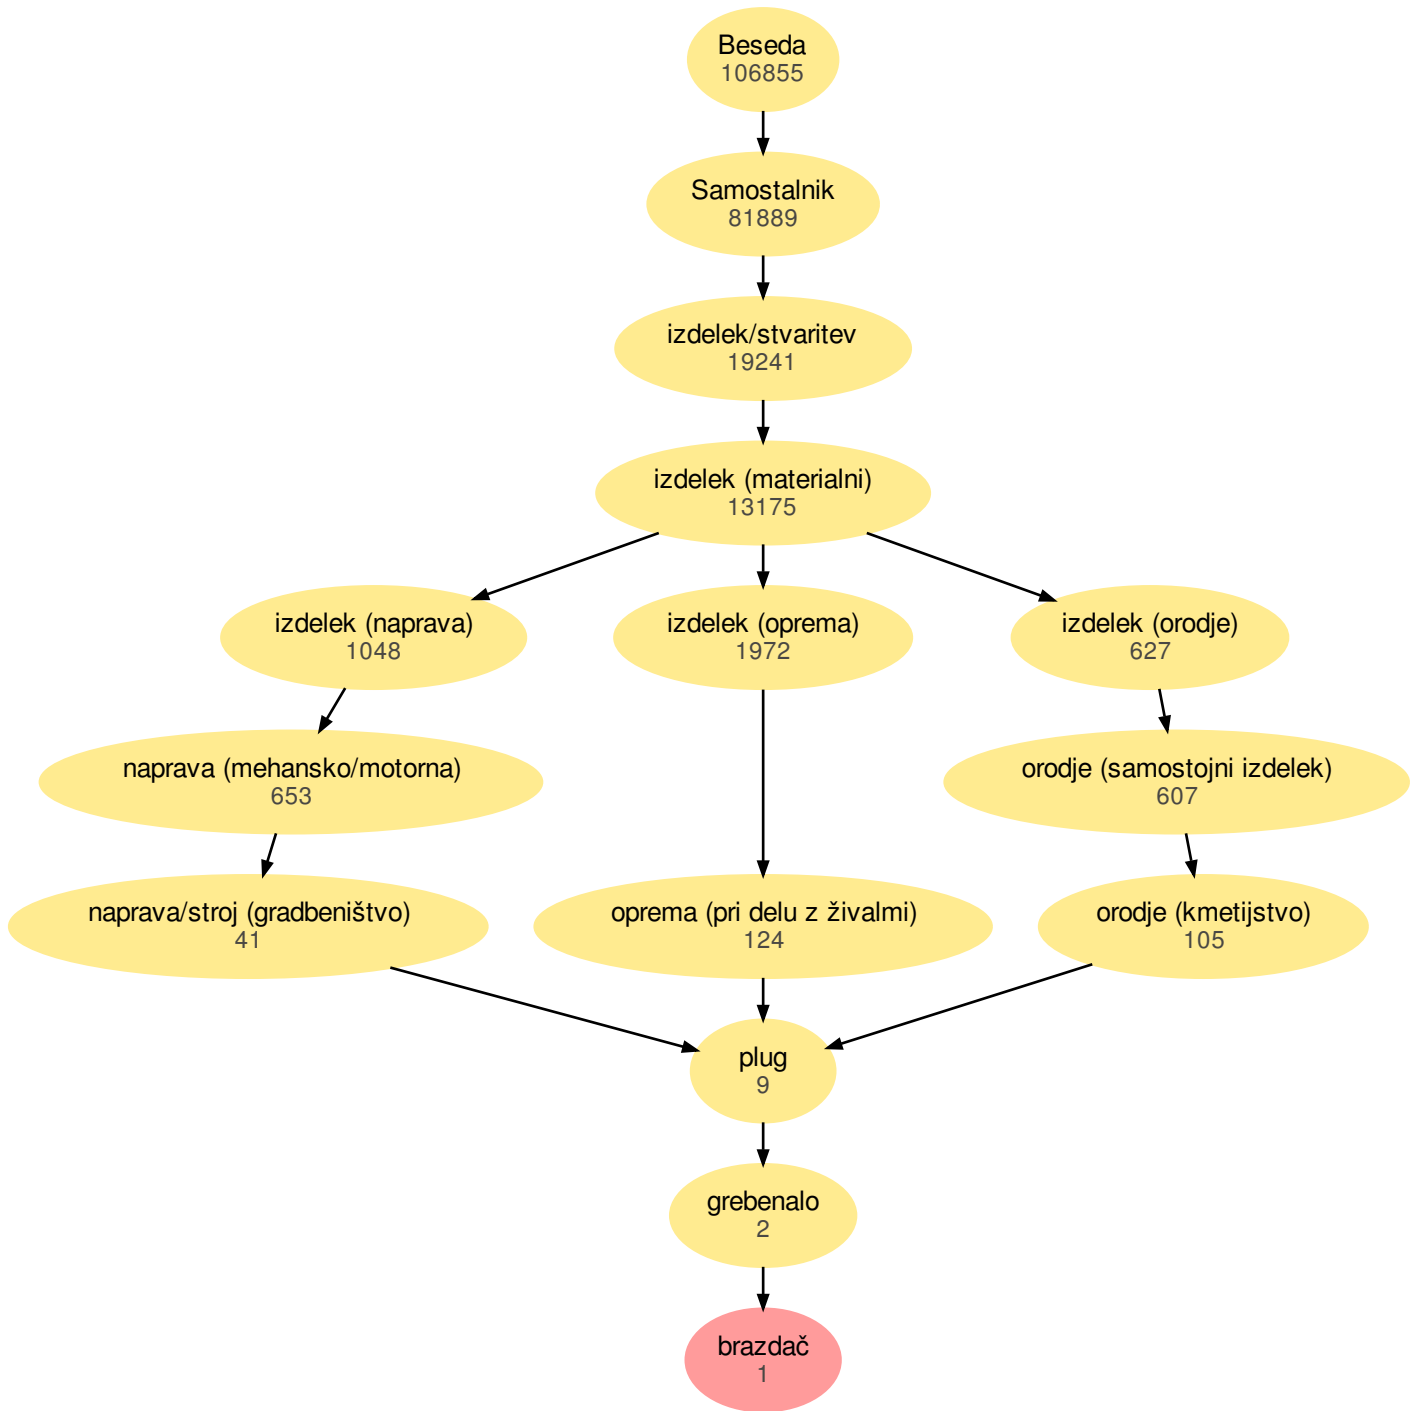 Beseda
106855
Samostalnik
81889
izdelek/stvaritev
19241
izdelek (materialni)
13175
izdelek (naprava)
1048
izdelek (oprema)
1972
izdelek (orodje)
627
naprava (mehansko/motorna)
653
orodje (samostojni izdelek)
607
naprava/stroj (gradbeništvo)
41
oprema (pri delu z živalmi)
124
orodje (kmetijstvo)
105
plug
9
grebenalo
2
brazdač
1